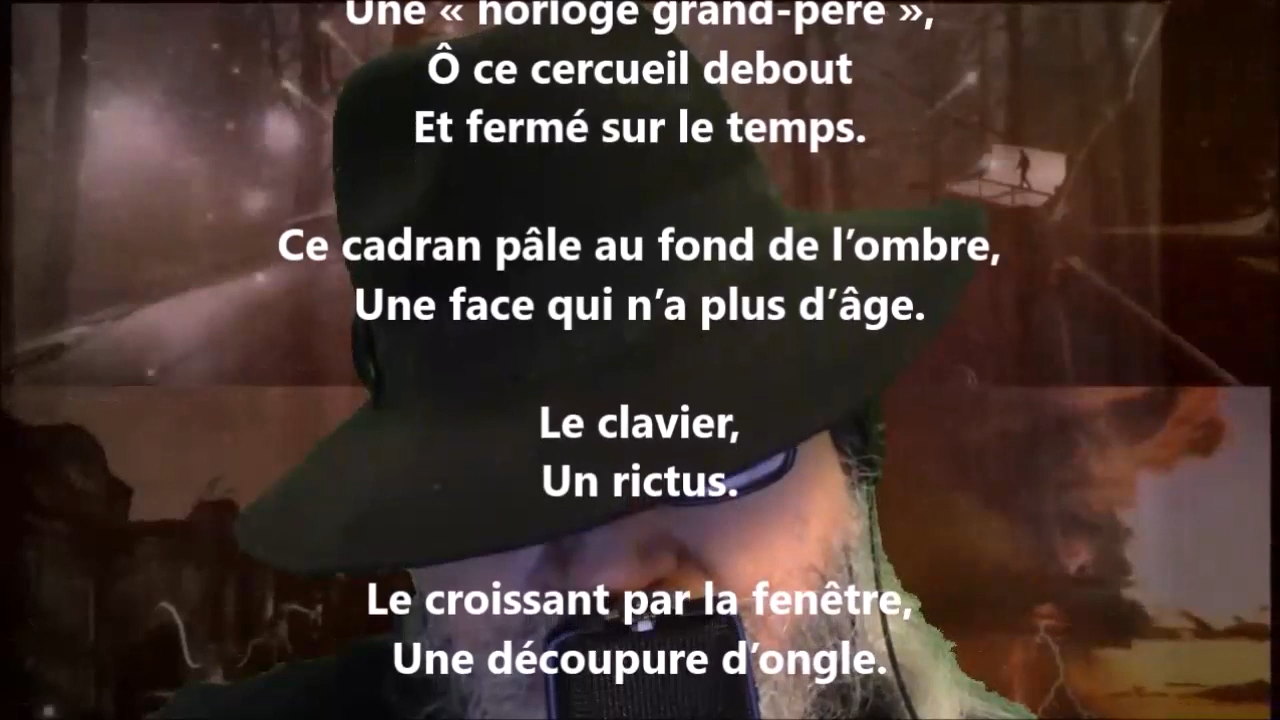 Une « horloge grand-père »,
Ô ce cercueil debout
Et fermé sur le temps.
Ce cadran pâle au fond de l’ombre,
Une face qui n’a plus d’âge.
Le clavier,
Un rictus.
Le croissant par la fenêtre,
Une découpure d’ongle.